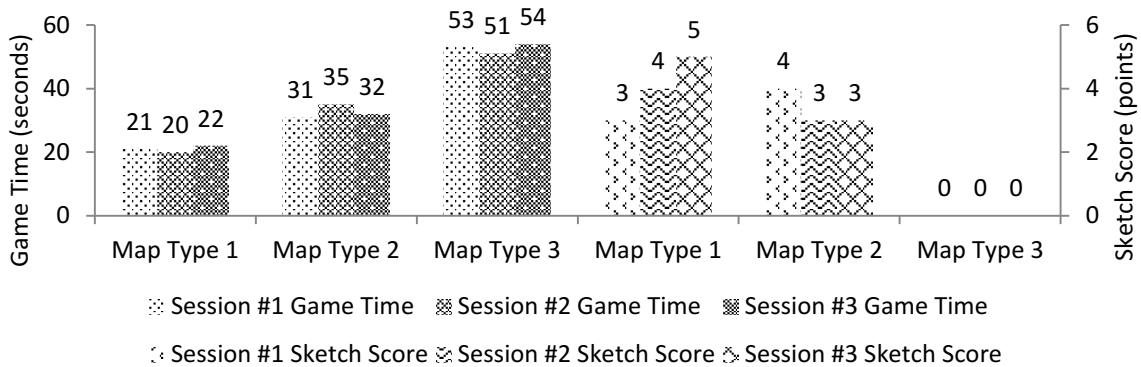 Game Time (seconds)
60
40
20
0
21 20 22
31 35 32
53 51 54
3 4 5
4 3 3
0 0 0
6
4
2
0
Sketch Score (points)
Map Type 1 Map Type 2 Map Type 3 Map Type 1 Map Type 2 Map Type 3
Session #1 Game Time Session #2 Game Time Session #3 Game Time
Session #1 Sketch Score Session #2 Sketch Score Session #3 Sketch Score